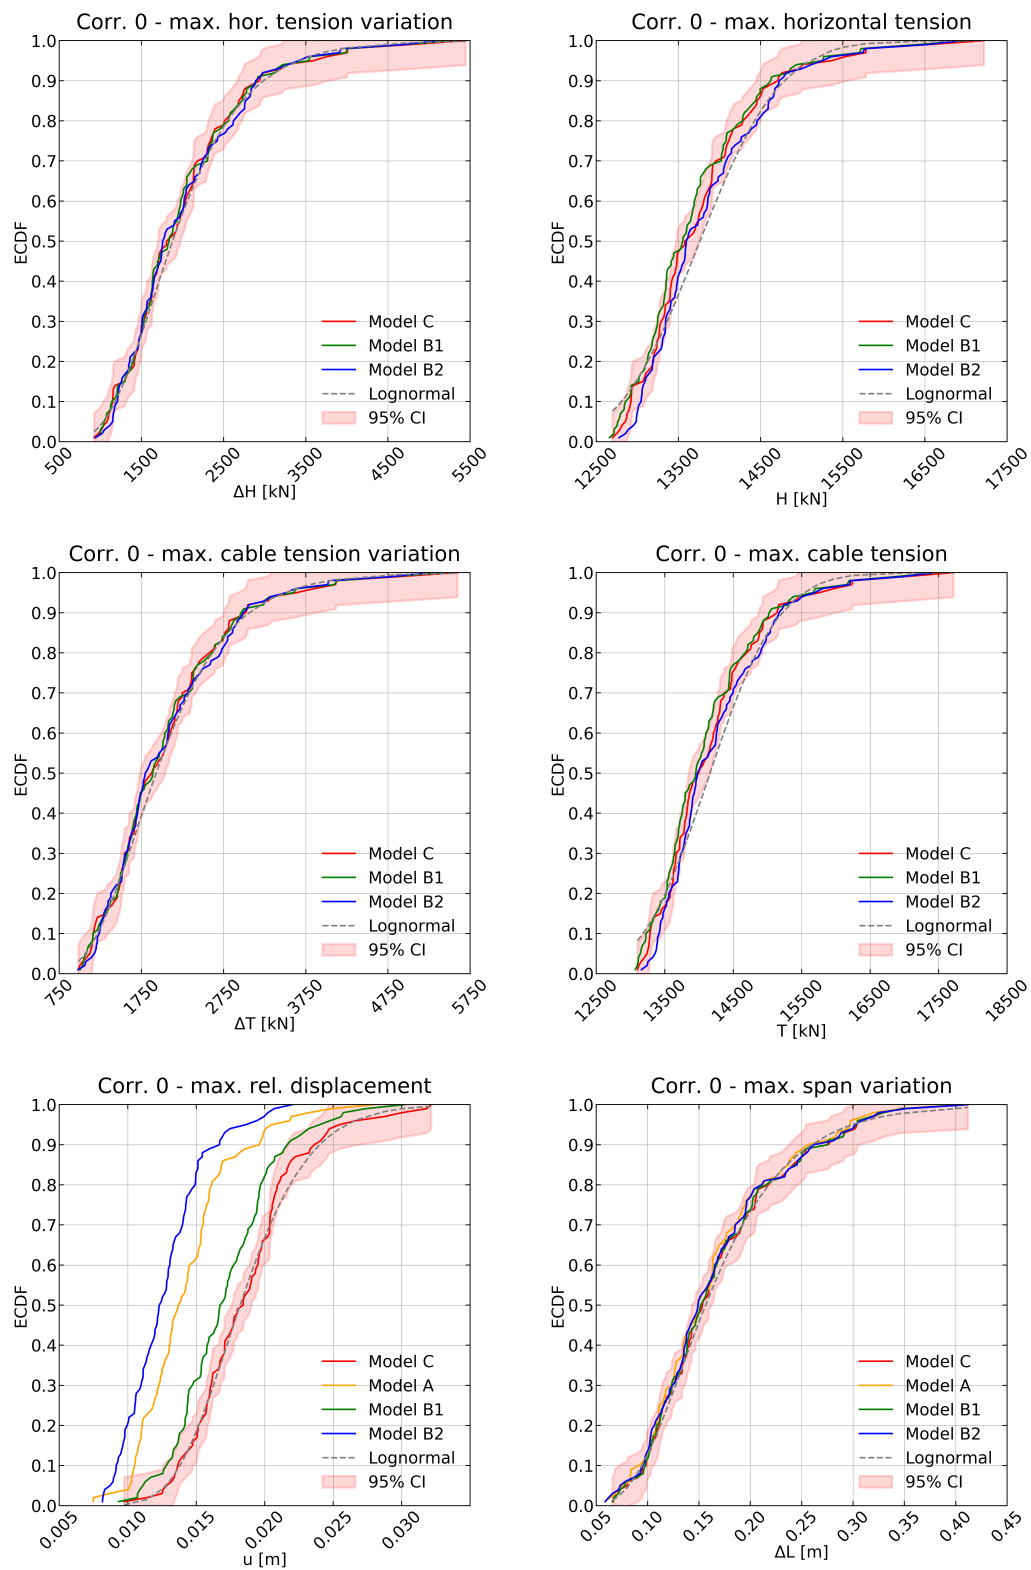 Corr. 0 - max. hor. tension variation
1.0
0.9
0.8
0.7
0.6
0.5
0.4
0.3
0.2
0.1
0.0
ECDF
Model C
Model B1
Model B2
Lognormal
95% CI
500
1500
2500
3500
4500
5500
ΔH [kN]
Corr. 0 - max. horizontal tension
1.0
0.9
0.8
0.7
0.6
0.5
0.4
0.3
0.2
0.1
0.0
ECDF
Model C
Model B1
Model B2
Lognormal
95% CI
12500
13500
14500
15500
16500
17500
H [kN]
Corr. 0 - max. cable tension variation
1.0
0.9
0.8
0.7
0.6
0.5
0.4
0.3
0.2
0.1
0.0
ECDF
Model C
Model B1
Model B2
Lognormal
95% CI
750
1750
2750
3750
4750
5750
ΔT [kN]
Corr. 0 - max. cable tension
1.0
0.9
0.8
0.7
0.6
0.5
0.4
0.3
0.2
0.1
0.0
ECDF
Model C
Model B1
Model B2
Lognormal
95% CI
12500
13500
14500
15500
16500
17500
18500
T [kN]
Corr. 0 - max. rel. displacement
1.0
0.9
0.8
0.7
0.6
0.5
0.4
0.3
0.2
0.1
0.0
ECDF
Model C
Model A
Model B1
Model B2
Lognormal
95% CI
0.005
0.010
0.015
0.020
0.025
0.030
u [m]
Corr. 0 - max. span variation
1.0
0.9
0.8
0.7
0.6
0.5
0.4
0.3
0.2
0.1
0.0
ECDF
Model C
Model A
Model B1
Model B2
Lognormal
95% CI
0.05
0.10
0.15
0.20
0.25
0.30
0.35
0.40
0.45
ΔL [m]